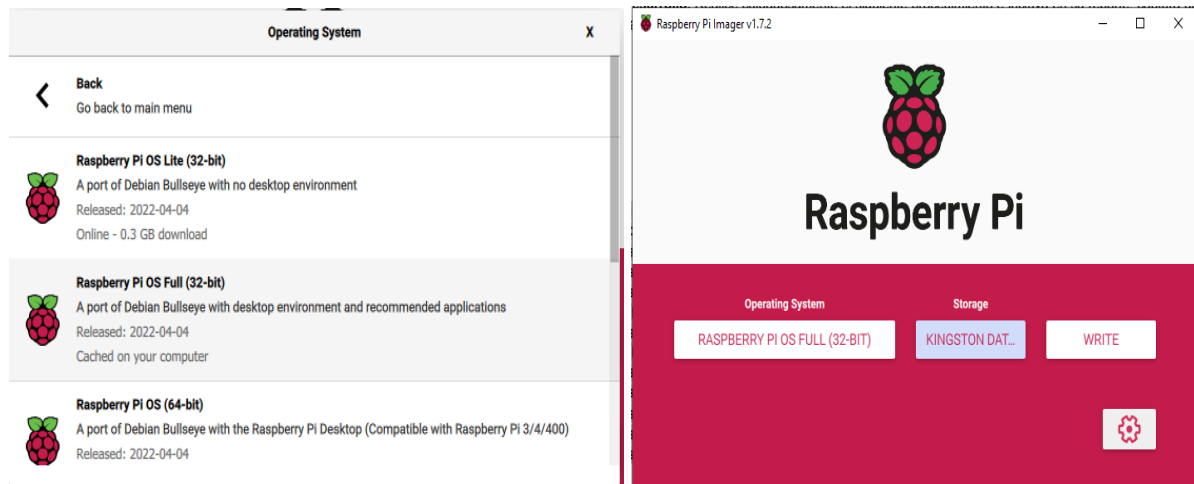 Operating System
X
Back
Go back to main menu
Raspberry Pi OS Lite (32-bit)
A port of Debian Bullseye with no desktop environment
Released: 2022-04-04
Online - 0.3 GB download
Raspberry Pi OS Full (32-bit)
A port of Debian Bullseye with desktop environment and recommended applications
Released: 2022-04-04
Cached on your computer
Raspberry Pi OS (64-bit)
A port of Debian Bullseye with the Raspberry Pi Desktop (Compatible with Raspberry Pi 3/4/400)
Released: 2022-04-04
Raspberry Pi Imager v1.7.2
Raspberry Pi
Operating System
Storage
RASPBERRY PI OS FULL (32-BIT)
KINGSTON DAT...
WRITE